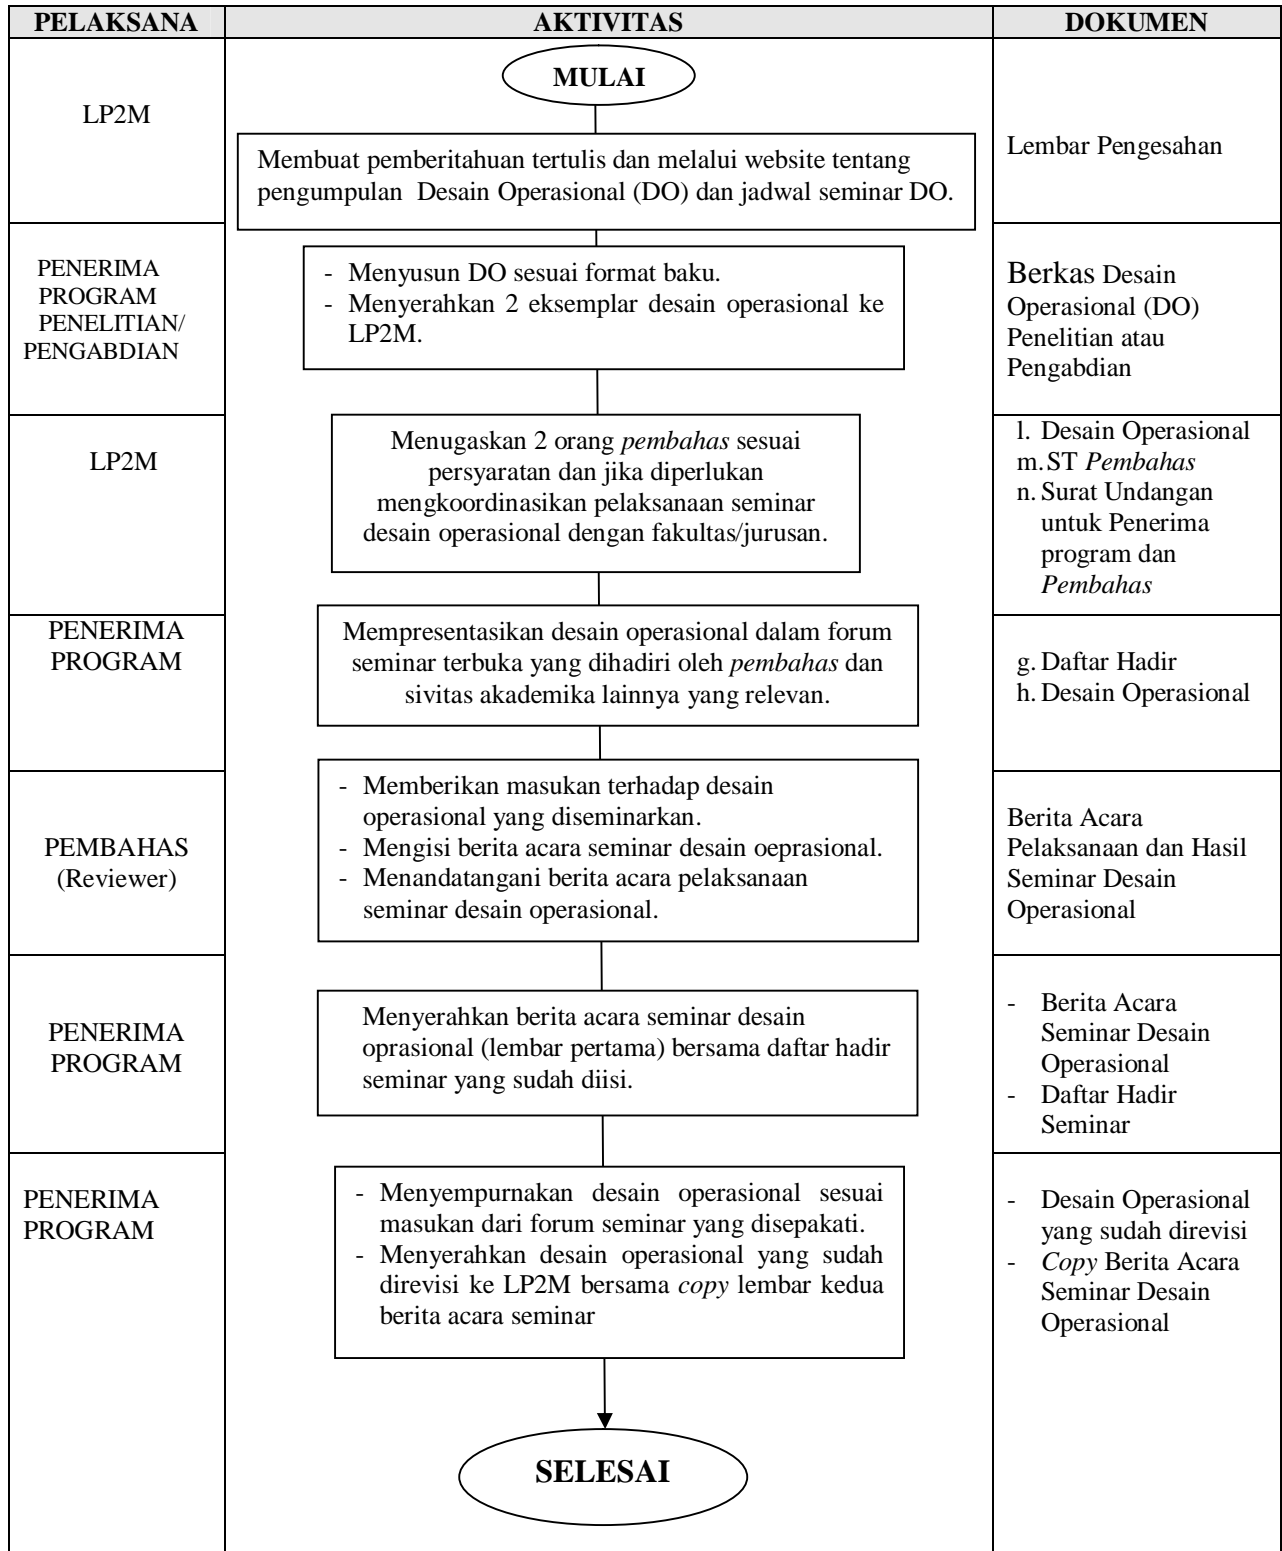 PELAKSANA AKTIVITAS DOKUMEN
MULAI
LP2M
Membuat pemberitahuan tertulis dan melalui website tentang
pengumpulan Desain Operasional (DO) dan jadwal seminar DO.
Lembar Pengesahan
PENERIMA
PROGRAM
PENELITIAN/
PENGABDIAN
- Menyusun DO sesuai format baku.
- Menyerahkan 2 eksemplar desain operasional ke
LP2M.
Berkas Desain
Operasional (DO)
Penelitian atau
Pengabdian
LP2M
Menugaskan 2 orang pembahas sesuai
persyaratan dan jika diperlukan
mengkoordinasikan pelaksanaan seminar
desain operasional dengan fakultas/jurusan.
l. Desain Operasional
m.ST Pembahas
n. Surat Undangan
untuk Penerima
program dan
Pembahas
PENERIMA
PROGRAM
Mempresentasikan desain operasional dalam forum
seminar terbuka yang dihadiri oleh pembahas dan
sivitas akademika lainnya yang relevan.
g. Daftar Hadir
h. Desain Operasional
PEMBAHAS
(Reviewer)
- Memberikan masukan terhadap desain
operasional yang diseminarkan.
- Mengisi berita acara seminar desain oeprasional.
- Menandatangani berita acara pelaksanaan
seminar desain operasional.
Berita Acara
Pelaksanaan dan Hasil
Seminar Desain
Operasional
PENERIMA
PROGRAM
Menyerahkan berita acara seminar desain
oprasional (lembar pertama) bersama daftar hadir
seminar yang sudah diisi.
- Berita Acara
Seminar Desain
Operasional
- Daftar Hadir
Seminar
PENERIMA
PROGRAM
- Menyempurnakan desain operasional sesuai
masukan dari forum seminar yang disepakati.
- Menyerahkan desain operasional yang sudah
direvisi ke LP2M bersama copy lembar kedua
berita acara seminar
- Desain Operasional
yang sudah direvisi
- Copy Berita Acara
Seminar Desain
Operasional
SELESAI